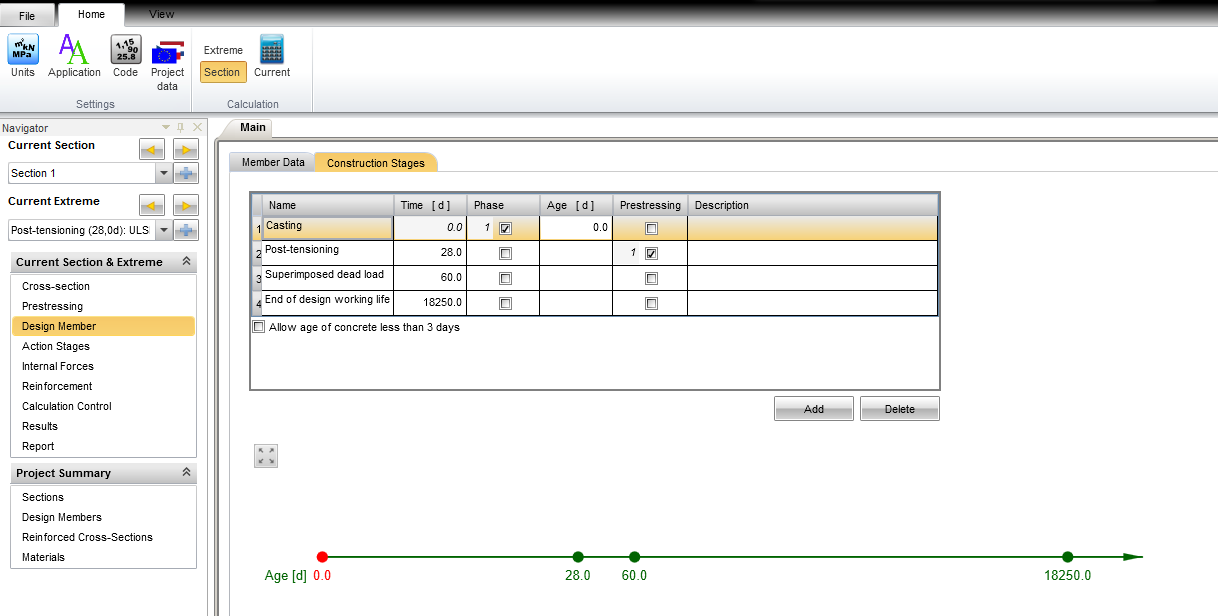 File Home View
m²kN
MPa
1,15
90
25.8
Extreme
Units Application Code Project
data
Section Current
Settings Calculation
Navigator
Current Section
Section 1
Current Extreme
Post-tensioning (28,0d): ULS
Current Section & Extreme
Cross-section
Prestressing
Design Member
Action Stages
Internal Forces
Reinforcement
Calculation Control
Results
Report
Project Summary
Sections
Design Members
Reinforced Cross-Sections
Materials
Main
Member Data Construction Stages
Name Time [ d ] Phase Age [ d ] Prestressing Description
1 Casting 0.0 1 0.0
2 Post-tensioning 28.0 1
3 Superimposed dead load 60.0
4 End of design working life 18250.0
Allow age of concrete less than 3 days
Add Delete
Age [d] 0.0 28.0 60.0 18250.0